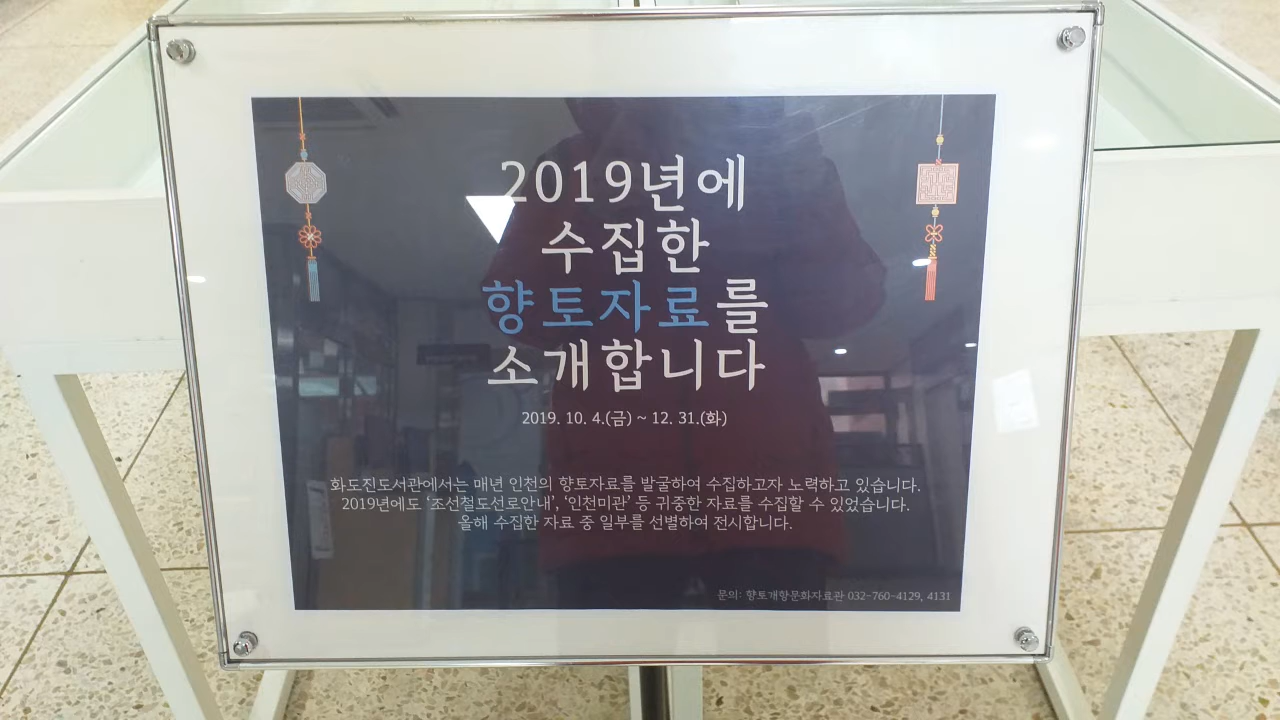 2019년에
수집한
향토자료를
소개합니다
2019. 10. 4.(금) ~ 12. 31.(화)
화도진도서관에서는 매년 인천의 향토자료를 발굴하여 수집하고자 노력하고 있습니다.
2019년에도 '조선철도선로안내', '인천미관' 등 귀중한 자료를 수집할 수 있었습니다.
올해 수집한 자료 중 일부를 선별하여 전시합니다.
문의: 향토개항문화자료관 032-760-4129, 4131